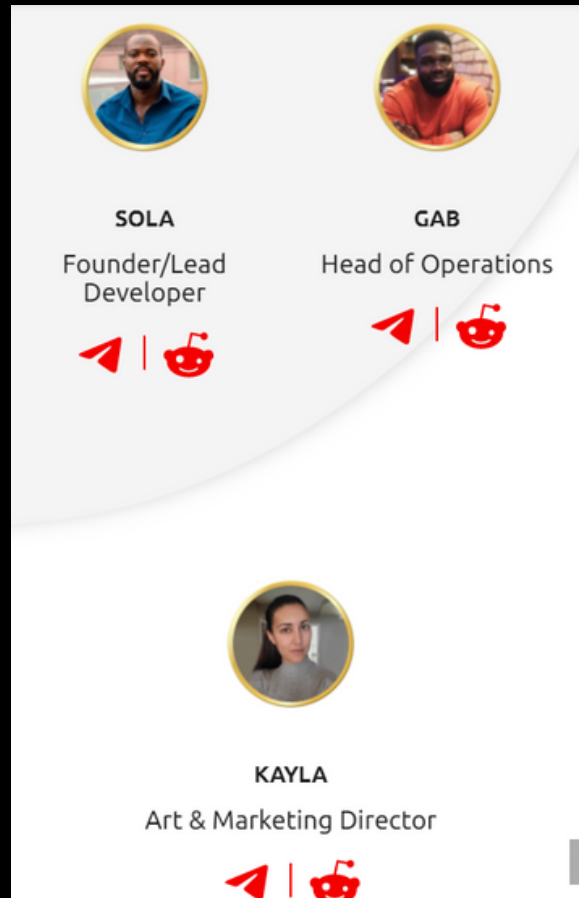 SOLA
Founder/Lead
Developer
GAB
Head of Operations
KAYLA
Art & Marketing Director